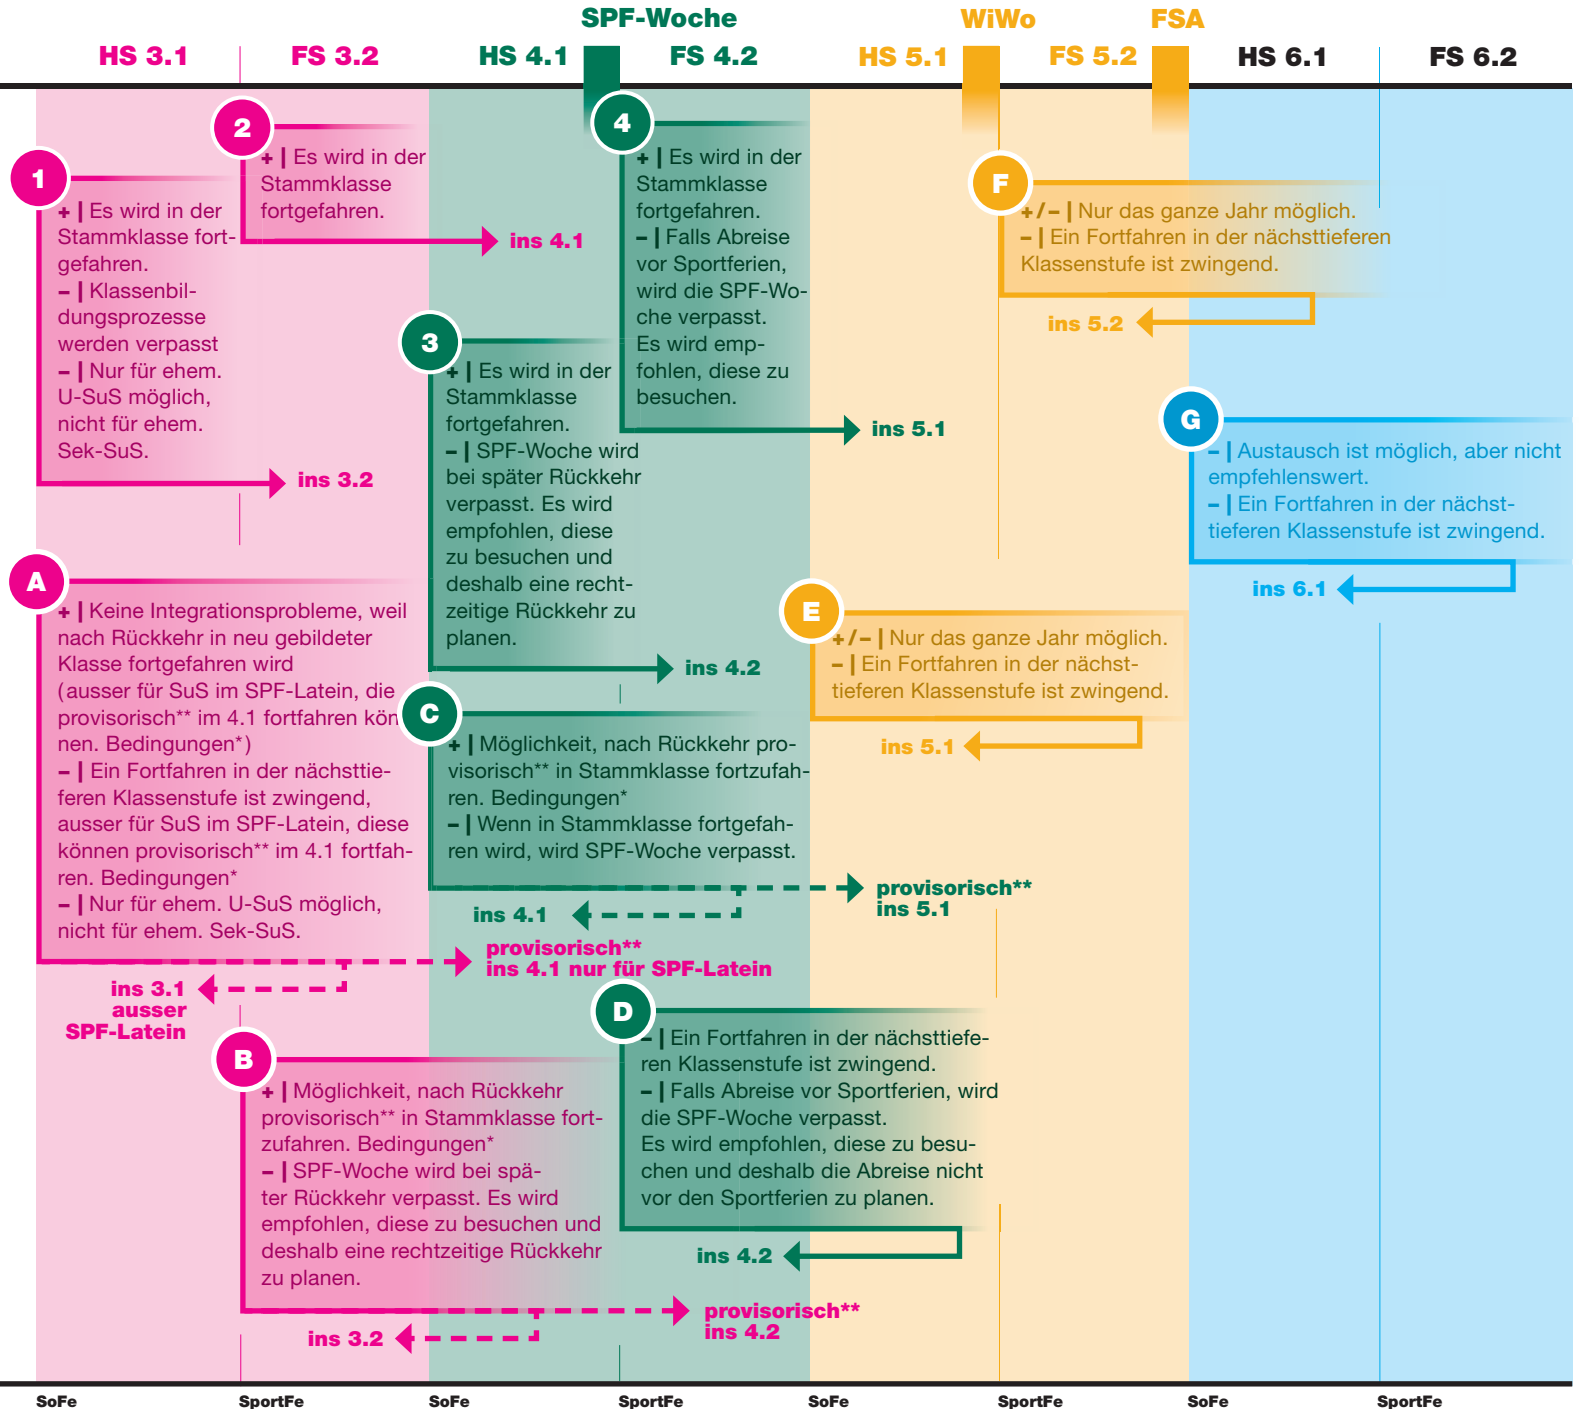 SPF-Woche
WiWo
FSA
HS 3.1
FS 3.2
HS 4.1
FS 4.2
HS 5.1
FS 5.2
HS 6.1
FS 6.2
1
+ | Es wird in der
Stammklasse fort-
gefahren.
– | Klassenbil-
dungsprozesse
werden verpasst
– | Nur für ehem.
U-SuS möglich,
nicht für ehem.
Sek-SuS.
ins 3.2
2
+ | Es wird in der
Stammklasse
fortgefahren.
ins 4.1
3
+ | Es wird in der
Stammklasse
fortgefahren.
– | SPF-Woche wird
bei später Rückkehr
verpasst. Es wird
empfohlen, diese
zu besuchen und
deshalb eine recht-
zeitige Rückkehr zu
planen.
ins 4.2
4
+ | Es wird in der
Stammklasse
fortgefahren.
– | Falls Abreise
vor Sportferien,
wird die SPF-Wo-
che verpasst.
Es wird emp-
fohlen, diese zu
besuchen.
ins 5.1
F
+/– | Nur das ganze Jahr möglich.
– | Ein Fortfahren in der nächsttieferen
Klassenstufe ist zwingend.
ins 5.2
G
– | Austausch ist möglich, aber nicht
empfehlenswert.
– | Ein Fortfahren in der nächst-
tieferen Klassenstufe ist zwingend.
ins 6.1
A
+ | Keine Integrationsprobleme, weil
nach Rückkehr in neu gebildeter
Klasse fortgefahren wird
(ausser für SuS im SPF-Latein, die
provisorisch** im 4.1 fortfahren kön-
nen. Bedingungen*)
– | Ein Fortfahren in der nächsttie-
feren Klassenstufe ist zwingend,
ausser für SuS im SPF-Latein, diese
können provisorisch** im 4.1 fortfah-
ren. Bedingungen*
– | Nur für ehem. U-SuS möglich,
nicht für ehem. Sek-SuS.
provisorisch**
ins 4.1 nur für SPF-Latein
ins 3.1
ausser
SPF-Latein
B
+ | Möglichkeit, nach Rückkehr
provisorisch** in Stammklasse fort-
zufahren. Bedingungen*
– | SPF-Woche wird bei spä-
ter Rückkehr verpasst. Es wird
empfohlen, diese zu besuchen und
deshalb eine rechtzeitige Rückkehr
zu planen.
provisorisch**
ins 4.2
ins 3.2
C
+ | Möglichkeit, nach Rückkehr pro-
visorisch** in Stammklasse fortzufah-
ren. Bedingungen*
– | Wenn in Stammklasse fortgefah-
ren wird, wird SPF-Woche verpasst.
provisorisch**
ins 5.1
ins 4.1
D
– | Ein Fortfahren in der nächsttiefe-
ren Klassenstufe ist zwingend.
– | Falls Abreise vor Sportferien, wird
die SPF-Woche verpasst.
Es wird empfohlen, diese zu besu-
chen und deshalb die Abreise nicht
vor den Sportferien zu planen.
ins 4.2
E
+/– | Nur das ganze Jahr möglich.
– | Ein Fortfahren in der nächst-
tieferen Klassenstufe ist zwingend.
ins 5.1
SoFe
SportFe
SoFe
SportFe
SoFe
SportFe
SoFe
SportFe